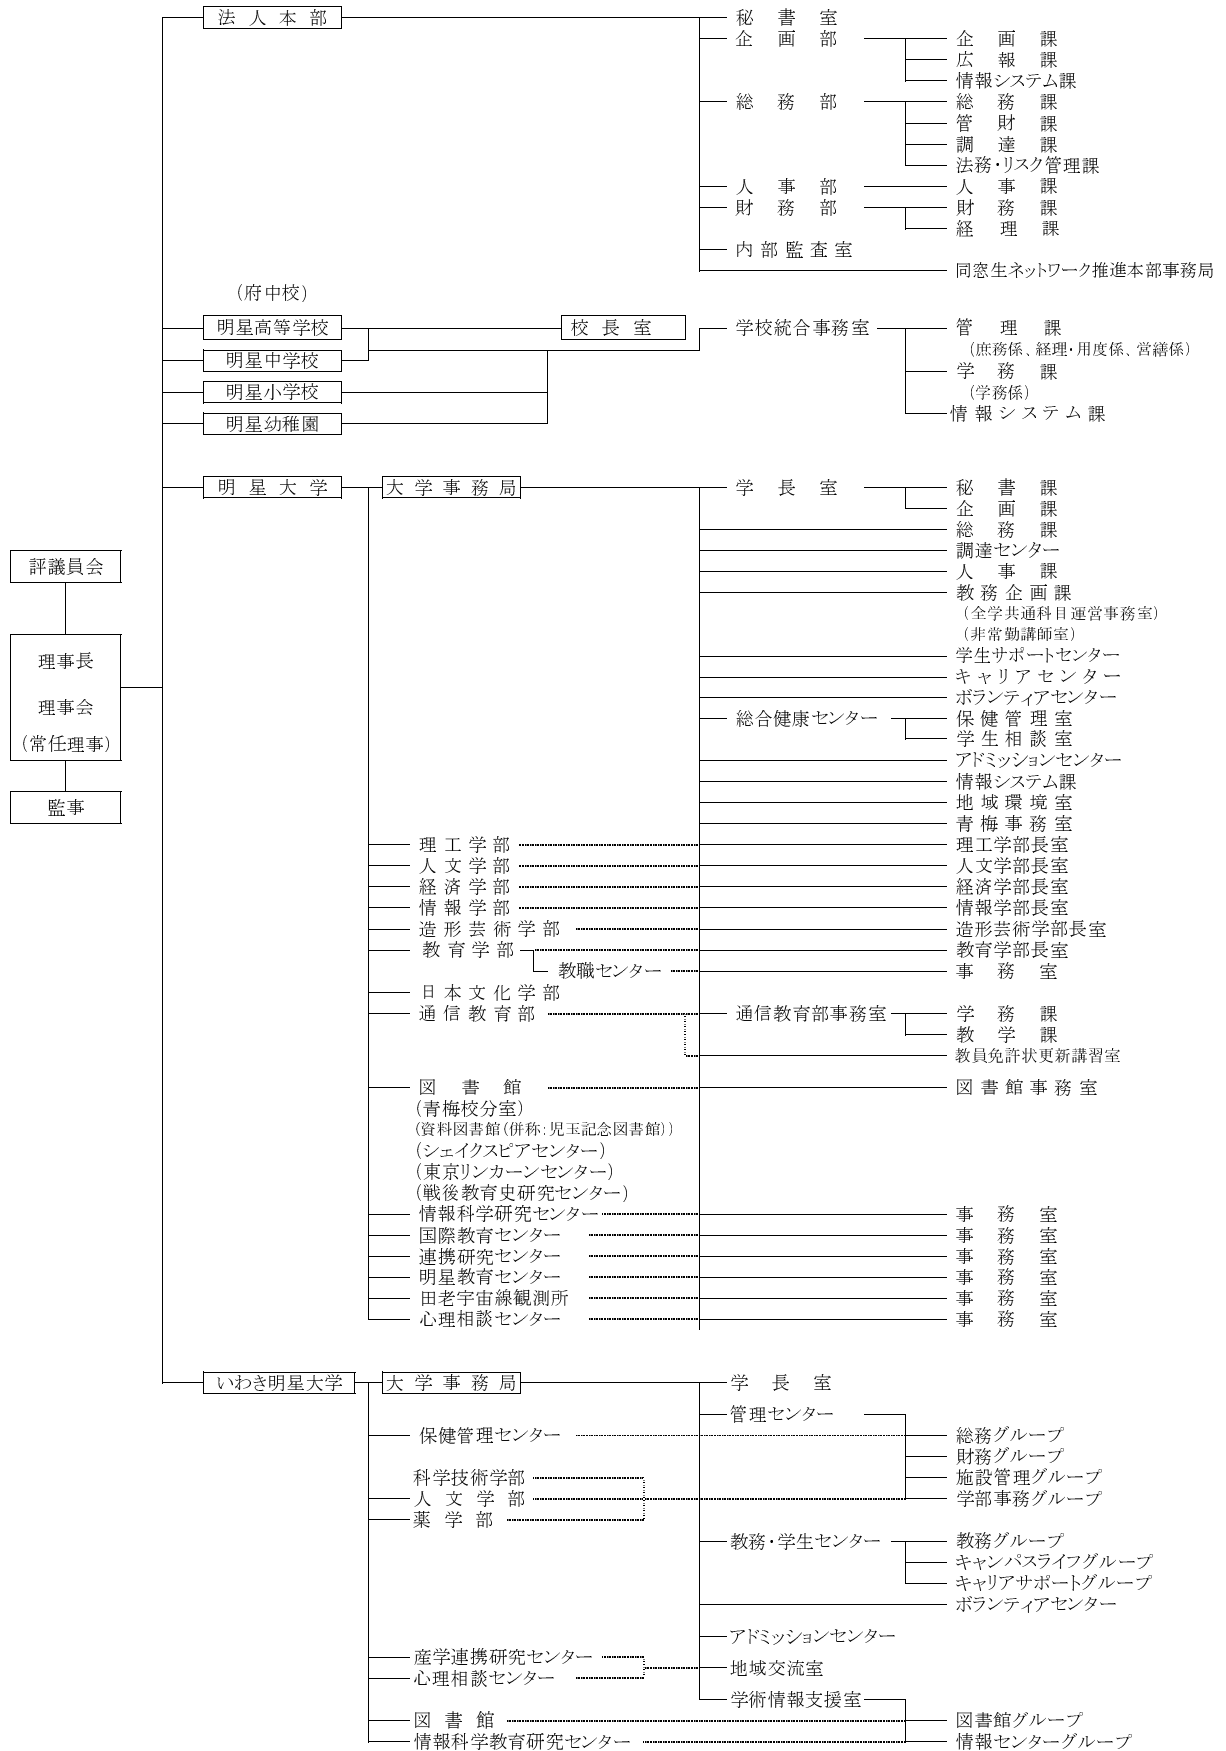 法人本部
秘書室
企画部 企画課
広報課
情報システム課
総務部 総務課
管財課
調達課
法務・リスク管理課
人事部 人事課
財務部 財務課
経理課
内部監査室
同窓生ネットワーク推進本部事務局
(府中校)
明星高等学校 校長室 学校統合事務室 管理課
(庶務係、経理・用度係、営繕係)
明星中学校
学務課
(学務係)
明星小学校
情報システム課
明星幼稚園
明星大学 大学事務局 学長室 秘書課
企画課
総務課
調達センター
評議員会
人事課
教務企画課
(全学共通科目運営事務室)
(非常勤講師室)
理事長
学生サポートセンター
キャリアセンター
ボランティアセンター
理事会
総合健康センター 保健管理室
学生相談室
(常任理事)
アドミッションセンター
情報システム課
監事
地域環境室
青梅事務室
理工学部 理工学部長室
人文学部 人文学部長室
経済学部 経済学部長室
情報学部 情報学部長室
造形芸術学部 造形芸術学部長室
教育学部 教育学部長室
教職センター 事務室
日本文化学部
通信教育部 通信教育部事務室 学務課
教学課
教員免許状更新講習室
図書館 図書館事務室
(青梅校分室)
(資料図書館(併称:児玉記念図書館))
(シェイクスピアセンター)
(東京リンカーンセンター)
(戦後教育史研究センター)
情報科学研究センター 事務室
国際教育センター 事務室
連携研究センター 事務室
明星教育センター 事務室
田老宇宙線観測所 事務室
心理相談センター 事務室
いわき明星大学 大学事務局 学長室
管理センター
保健管理センター 総務グループ
財務グループ
科学技術学部 施設管理グループ
人文学部 学部事務グループ
薬学部
教務・学生センター 教務グループ
キャンパスライフグループ
キャリアサポートグループ
ボランティアセンター
アドミッションセンター
産学連携研究センター
地域交流室
心理相談センター
学術情報支援室
図書館 図書館グループ
情報科学教育研究センター 情報センターグループ